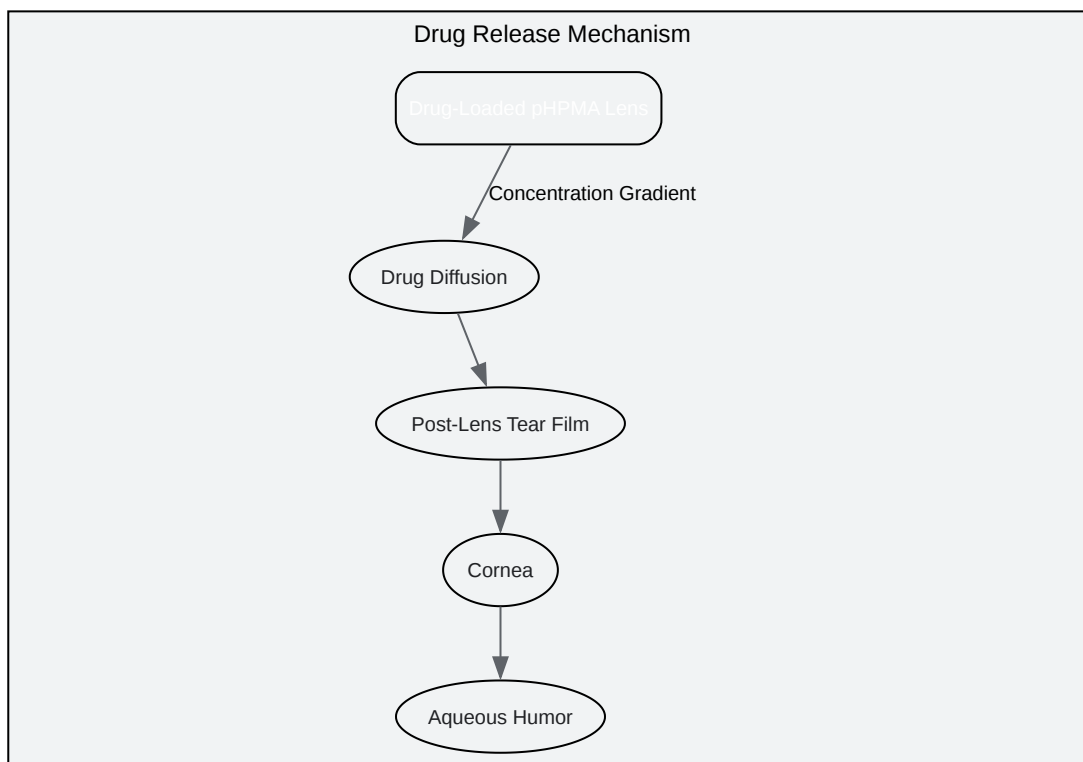 Drug Release Mechanism
Drug-Loaded pHPMA Lens
Concentration Gradient
Drug Diffusion
Post-Lens Tear Film
Cornea
Aqueous Humor